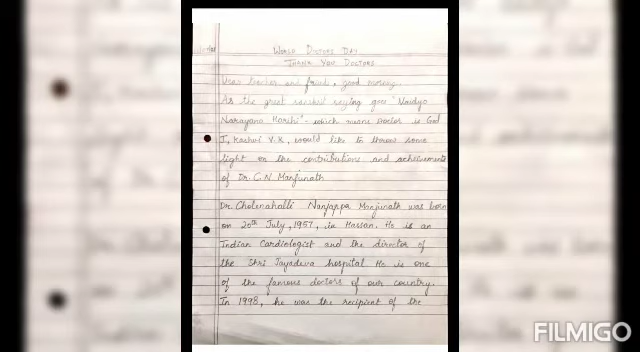 WORLD DOCTORS DAY
THANK YOU DOCTORS
Dear teacher and friends, good morning.
As the great sanskrit saying goes "Vaidyo
Narayana Harihi" - which means Doctor is God
I, V.K, would like to throw some
light on the contributions and achievements
of Dr. C.N. Manjunath
Dr. Cholenahalli Nanjappa Manjunath was born
on 20th July, 1957, in Hassan. He is an
Indian Cardiologist and the director of
the Shri Jayadeva hospital. He is one
of the famous doctors of our country.
In 1998, he was the recipient of the
FILMIGO